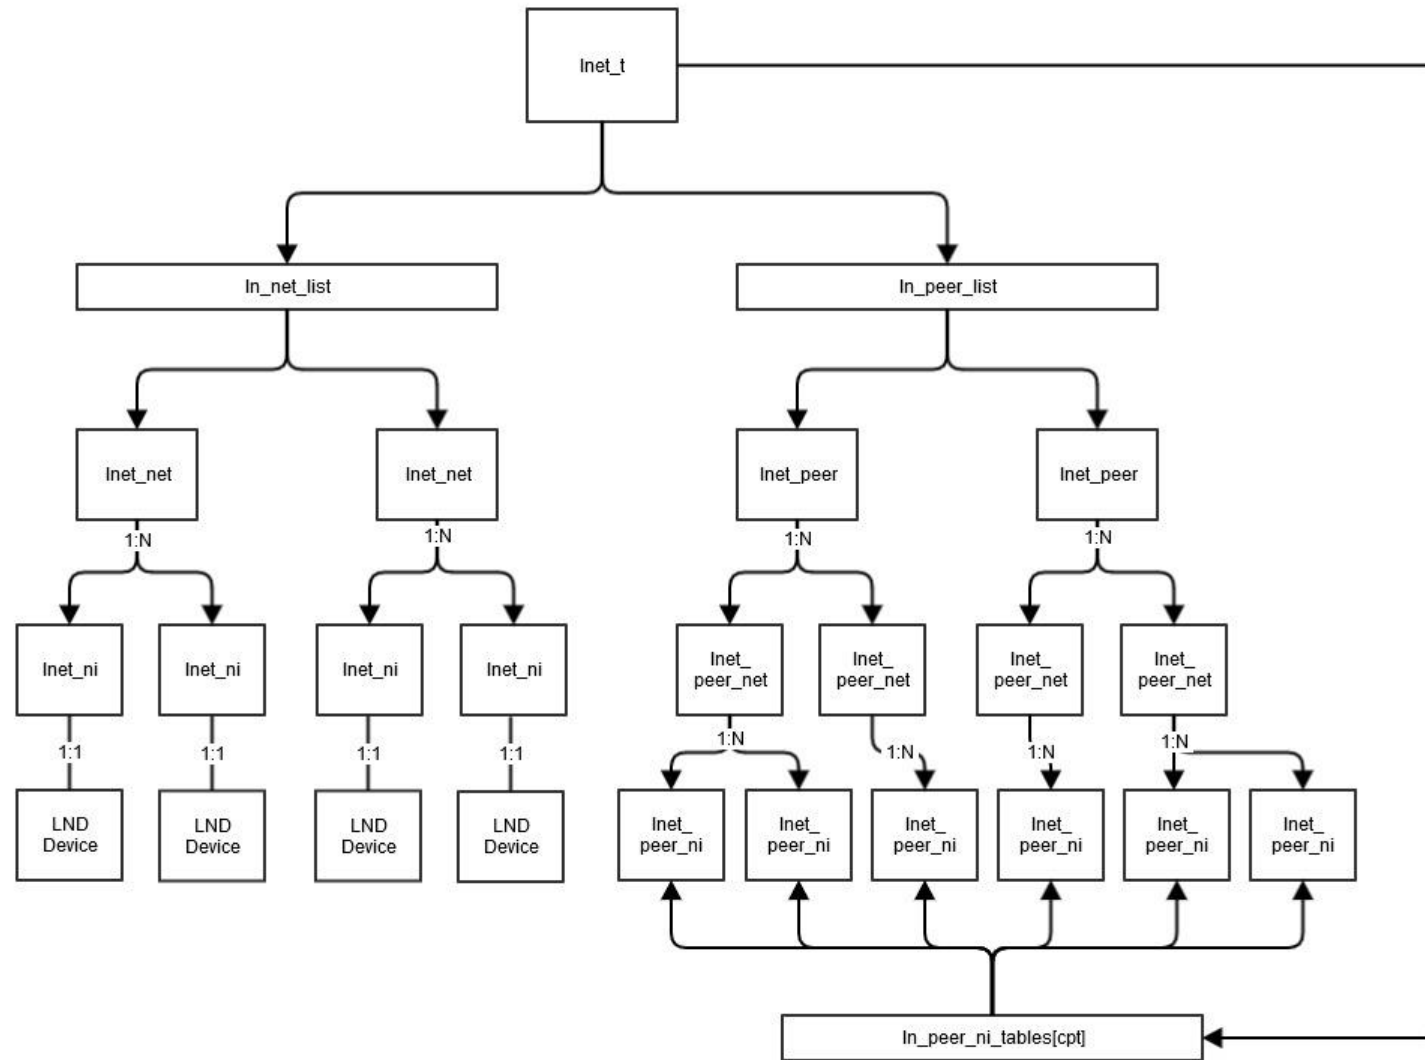 lnet_t
ln_net_list
ln_peer_list
lnet_net
lnet_net
lnet_peer
lnet_peer
1:N
1:N
1:N
1:N
lnet_ni
lnet_ni
lnet_ni
lnet_ni
lnet_
peer_net
lnet_
peer_net
lnet_
peer_net
lnet_
peer_net
1:1
1:1
1:1
1:1
1:N
1:N
1:N
1:N
LND
Device
LND
Device
LND
Device
LND
Device
lnet_
peer_ni
lnet_
peer_ni
lnet_
peer_ni
lnet_
peer_ni
lnet_
peer_ni
lnet_
peer_ni
ln_peer_ni_tables[cpt]